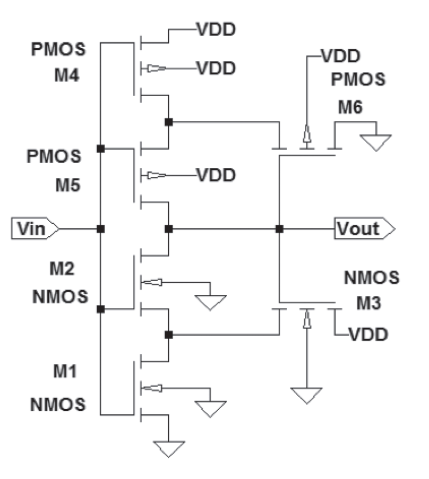 VDD
PMOS
M4
VDD
VDD
PMOS
M6
PMOS
M5
VDD
Vin
Vout
M2
NMOS
NMOS
M3
VDD
M1
NMOS